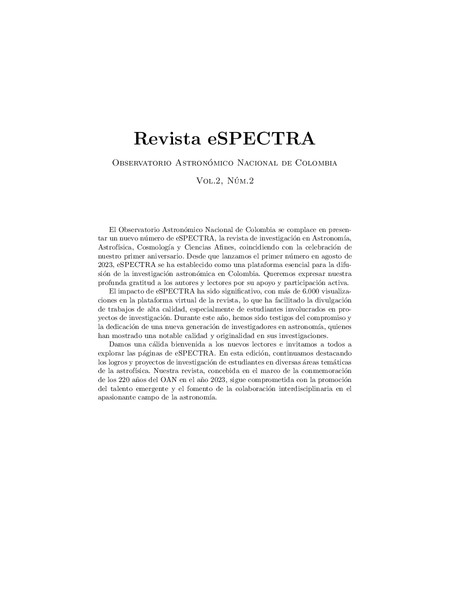 Revista eSPECTRA
Observatorio Astronómico Nacional de Colombia
Vol.2, Núm.2
El Observatorio Astronómico Nacional de Colombia se complace en presen-
tar un nuevo número de eSPECTRA, la revista de investigación en Astronomía,
Astrofísica, Cosmología y Ciencias Afines, coincidiendo con la celebración de
nuestro primer aniversario. Desde que lanzamos el primer número en agosto de
2023, eSPECTRA se ha establecido como una plataforma esencial para la difu-
sión de la investigación astronómica en Colombia. Queremos expresar nuestra
profunda gratitud a los autores y lectores por su apoyo y participación activa.
El impacto de eSPECTRA ha sido significativo, con más de 6.000 visualiza-
ciones en la plataforma virtual de la revista, lo que ha facilitado la divulgación
de trabajos de alta calidad, especialmente de estudiantes involucrados en pro-
yectos de investigación. Durante este año, hemos sido testigos del compromiso y
la dedicación de una nueva generación de investigadores en astronomía, quienes
han mostrado una notable calidad y originalidad en sus investigaciones.
Damos una cálida bienvenida a los nuevos lectores e invitamos a todos a
explorar las páginas de eSPECTRA. En esta edición, continuamos destacando
los logros y proyectos de investigación de estudiantes en diversas áreas temáticas
de la astrofísica. Nuestra revista, concebida en el marco de la conmemoración
de los 220 años del OAN en el año 2023, sigue comprometida con la promoción
del talento emergente y el fomento de la colaboración interdisciplinaria en el
apasionante campo de la astronomía.